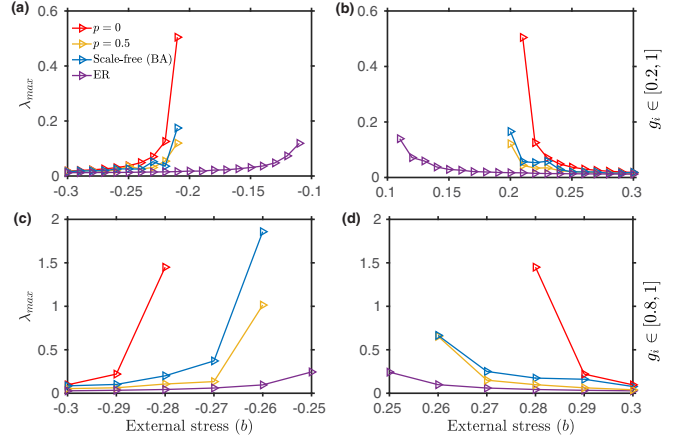 (a)
λmax
0.6
0.4
0.2
0
p = 0
p = 0.5
Scale-free (BA)
ER
-0.3 -0.25 -0.2 -0.15 -0.1
(b)
0.6
0.4
0.2
0
0.1 0.15 0.2 0.25 0.3
gi ∈ [0.2, 1]
(c)
λmax
2
1.5
1
0.5
0
-0.3 -0.29 -0.28 -0.27 -0.26 -0.25
External stress (b)
(d)
2
1.5
1
0.5
0
0.25 0.26 0.27 0.28 0.29 0.3
External stress (b)
gi ∈ [0.8, 1]